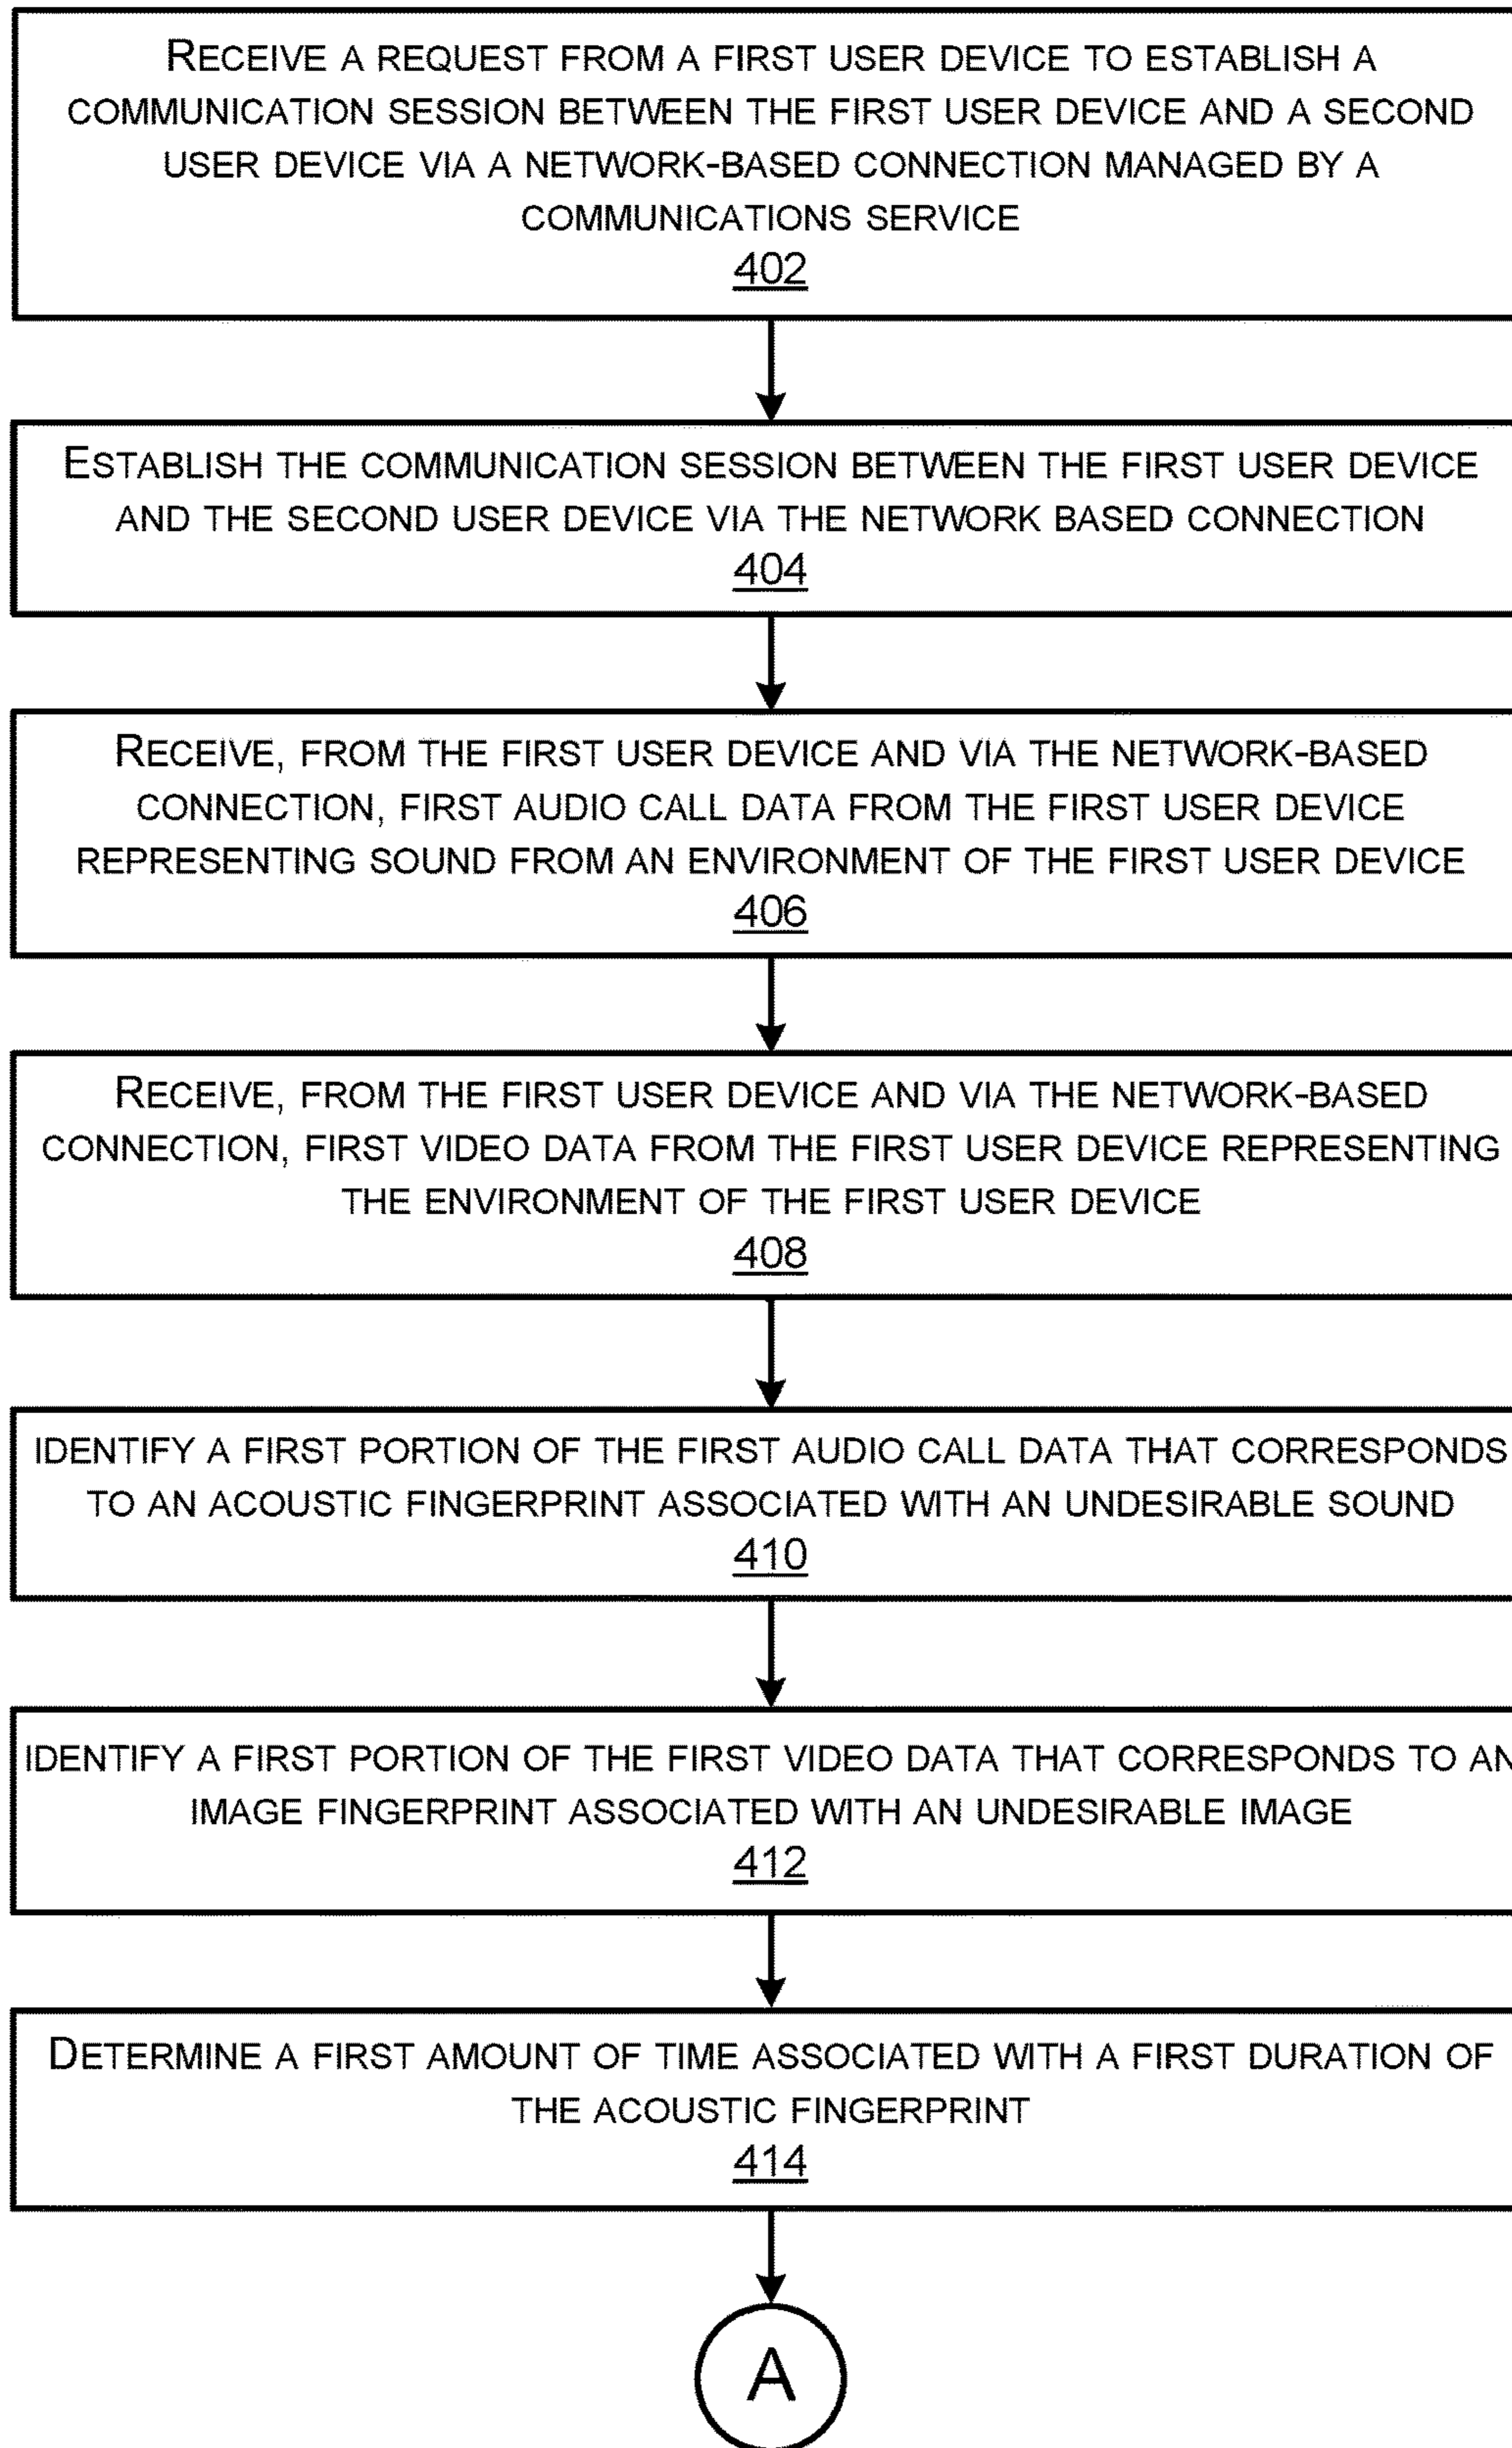 RECEIVE A REQUEST FROM A FIRST USER DEVICE TO ESTABLISH A
COMMUNICATION SESSION BETWEEN THE FIRST USER DEVICE AND A SECOND
USER DEVICE VIA A NETWORK-BASED CONNECTION MANAGED BY A
COMMUNICATIONS SERVICE
402
ESTABLISH THE COMMUNICATION SESSION BETWEEN THE FIRST USER DEVICE
AND THE SECOND USER DEVICE VIA THE NETWORK BASED CONNECTION
404
RECEIVE, FROM THE FIRST USER DEVICE AND VIA THE NETWORK-BASED
CONNECTION, FIRST AUDIO CALL DATA FROM THE FIRST USER DEVICE
REPRESENTING SOUND FROM AN ENVIRONMENT OF THE FIRST USER DEVICE
406
RECEIVE, FROM THE FIRST USER DEVICE AND VIA THE NETWORK-BASED
CONNECTION, FIRST VIDEO DATA FROM THE FIRST USER DEVICE REPRESENTING
THE ENVIRONMENT OF THE FIRST USER DEVICE
408
IDENTIFY A FIRST PORTION OF THE FIRST AUDIO CALL DATA THAT CORRESPONDS
TO AN ACOUSTIC FINGERPRINT ASSOCIATED WITH AN UNDESIRABLE SOUND
410
IDENTIFY A FIRST PORTION OF THE FIRST VIDEO DATA THAT CORRESPONDS TO AN
IMAGE FINGERPRINT ASSOCIATED WITH AN UNDESIRABLE IMAGE
412
DETERMINE A FIRST AMOUNT OF TIME ASSOCIATED WITH A FIRST DURATION OF
THE ACOUSTIC FINGERPRINT
414
A